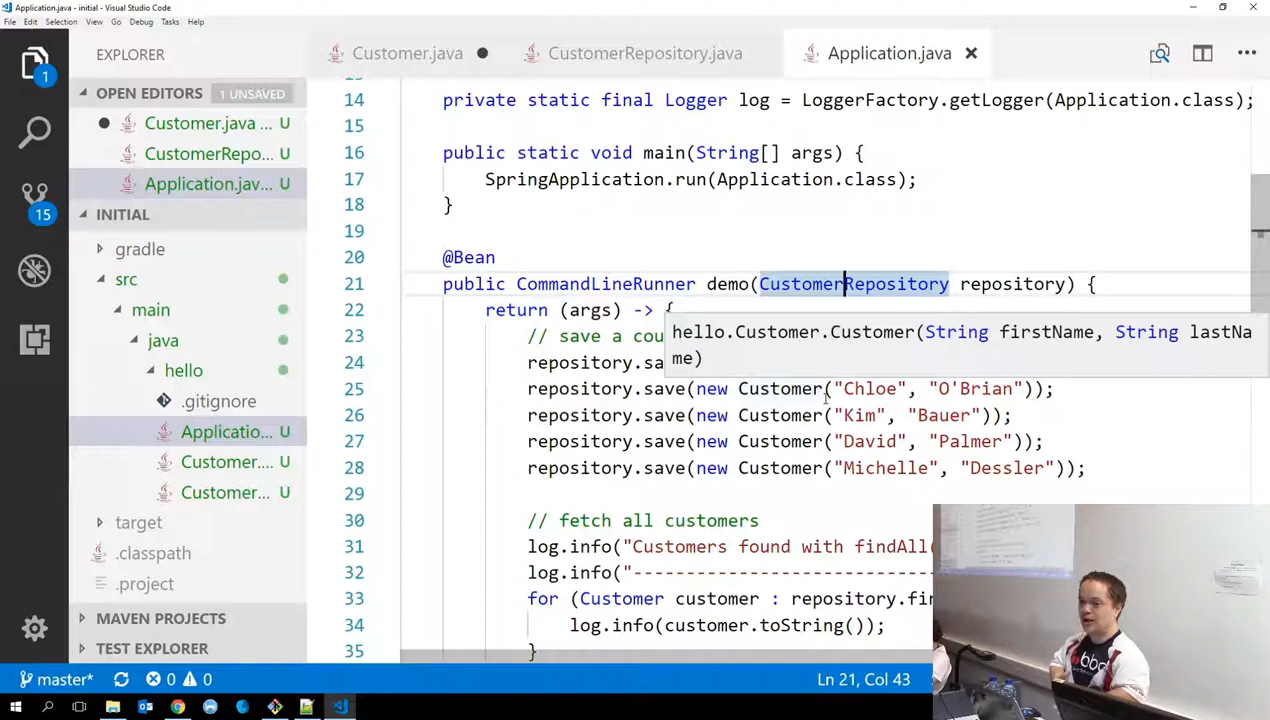 Application.java - initial - Visual Studio Code
File Edit Selection View Go Debug Tasks Help
EXPLORER
Customer.java
CustomerRepository.java
Application.java
OPEN EDITORS
1 UNSAVED
Customer.java ... U
CustomerRepo... U
Application.jav... U
INITIAL
gradle
src
main
java
hello
.gitignore
Applicatio... U
Customer.... U
Customer... U
target
.classpath
.project
MAVEN PROJECTS
TEST EXPLORER
1
15
14 private static final Logger log = LoggerFactory.getLogger(Application.class);
15
16 public static void main(String[] args) {
17 SpringApplication.run(Application.class);
18 }
19
20 @Bean
21 public CommandLineRunner demo(CustomerRepository repository) {
22 return (args) -> {
23 // save a cou
24 repository.sa
hello.Customer.Customer(String firstName, String lastNa
me)
25 repository.save(new Customer("Chloe", "O'Brian"));
26 repository.save(new Customer("Kim", "Bauer"));
27 repository.save(new Customer("David", "Palmer"));
28 repository.save(new Customer("Michelle", "Dessler"));
29
30 // fetch all customers
31 log.info("Customers found with findAll(
32 log.info("-------------------------------
33 for (Customer customer : repository.fin
34 log.info(customer.toString());
35 }
master* 0 0
Ln 21, Col 43
bbd